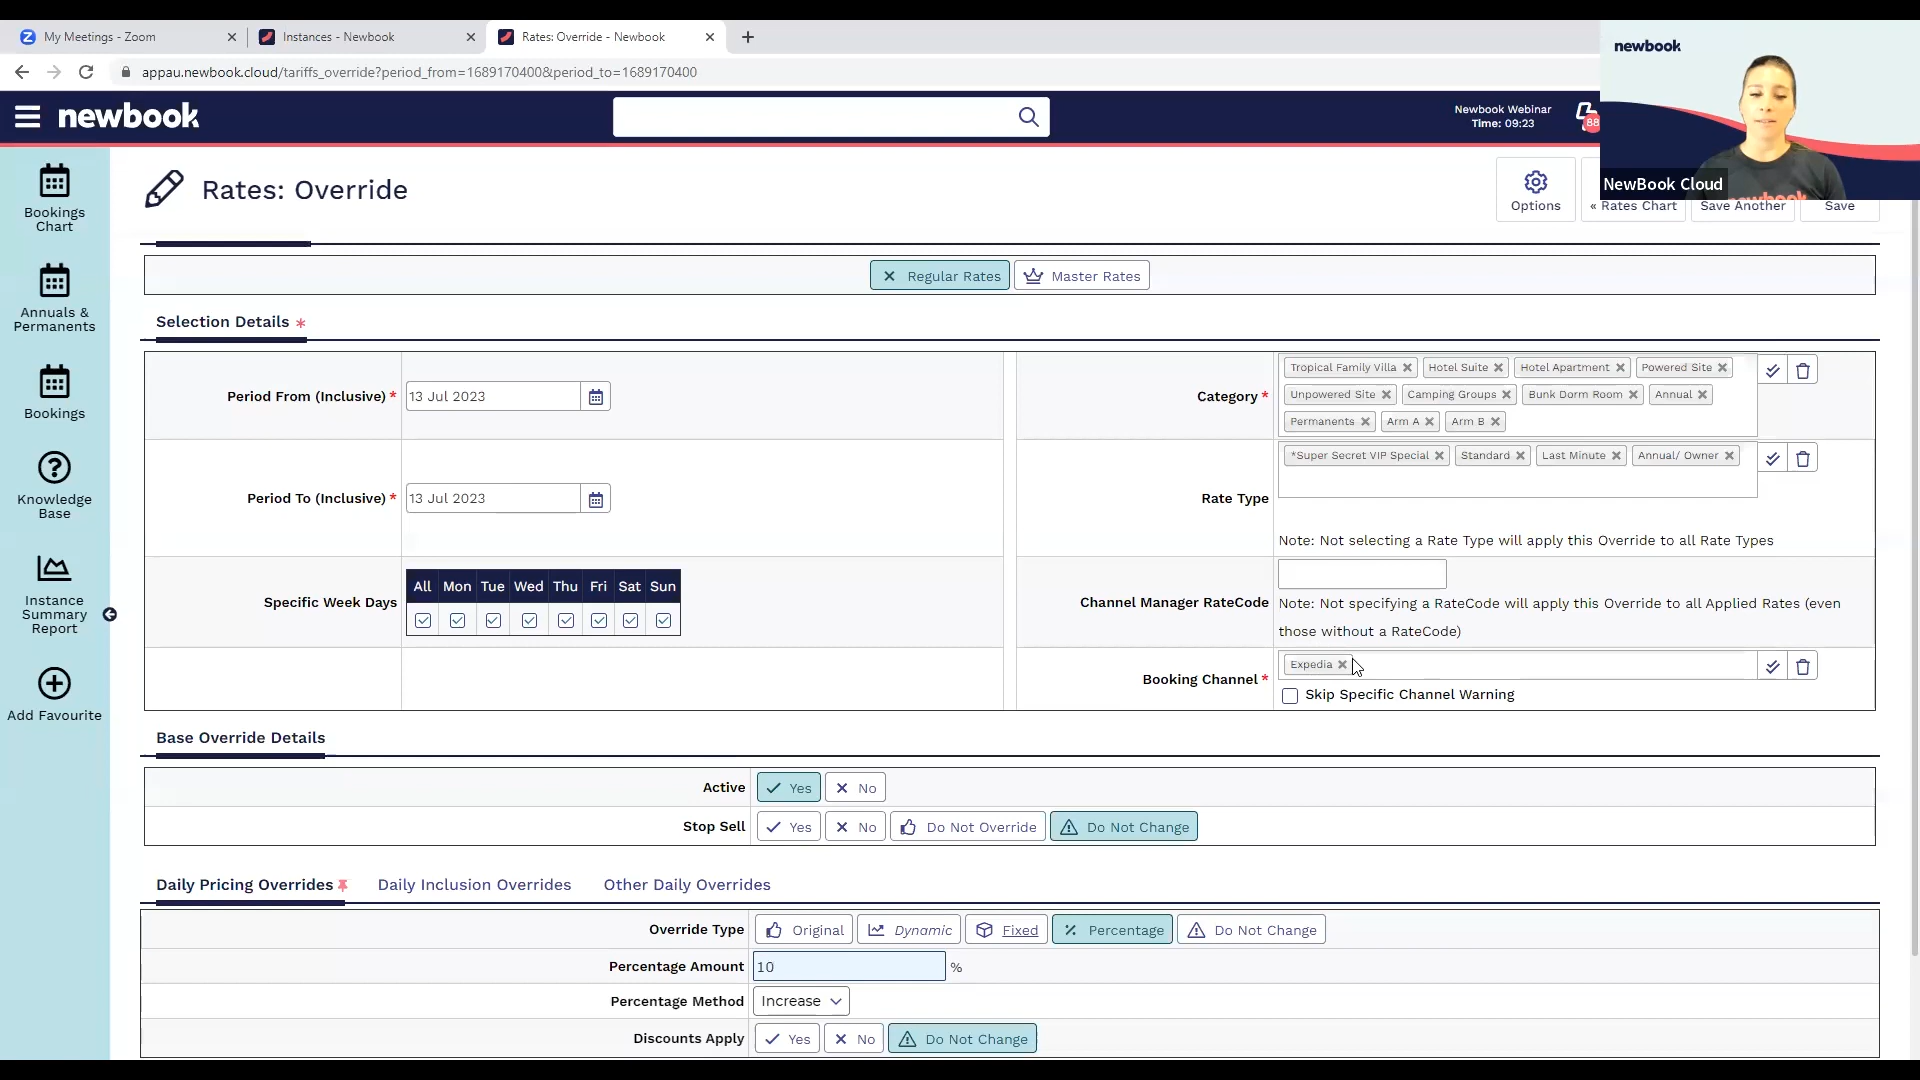 My Meetings - Zoom
Instances - Newbook
Rates: Override - Newbook
appau.newbook.cloud/tariffs_override?period_from=1689170400&period_to=1689170400
newbook
Newbook Webinar
Time: 09:23
88
newbook
NewBook Cloud
Bookings
Chart
Annuals &
Permanents
Bookings
Knowledge
Base
Instance
Summary
Report
Add Favourite
Rates: Override
Options
« Rates Chart
Save Another
Save
Regular Rates
Master Rates
Selection Details *
Period From (Inclusive) *
13 Jul 2023
Category *
Tropical Family Villa
Hotel Suite
Hotel Apartment
Powered Site
Unpowered Site
Camping Groups
Bunk Dorm Room
Annual
Permanents
Arm A
Arm B
Period To (Inclusive) *
13 Jul 2023
Rate Type
*Super Secret VIP Special
Standard
Last Minute
Annual/ Owner
Note: Not selecting a Rate Type will apply this Override to all Rate Types
Specific Week Days
All Mon Tue Wed Thu Fri Sat Sun
Channel Manager RateCode
Note: Not specifying a RateCode will apply this Override to all Applied Rates (even
those without a RateCode)
Booking Channel *
Expedia
Skip Specific Channel Warning
Base Override Details
Active
Yes
No
Stop Sell
Yes
No
Do Not Override
Do Not Change
Daily Pricing Overrides
Daily Inclusion Overrides
Other Daily Overrides
Override Type
Original
Dynamic
Fixed
Percentage
Do Not Change
Percentage Amount
10
%
Percentage Method
Increase
Discounts Apply
Yes
No
Do Not Change